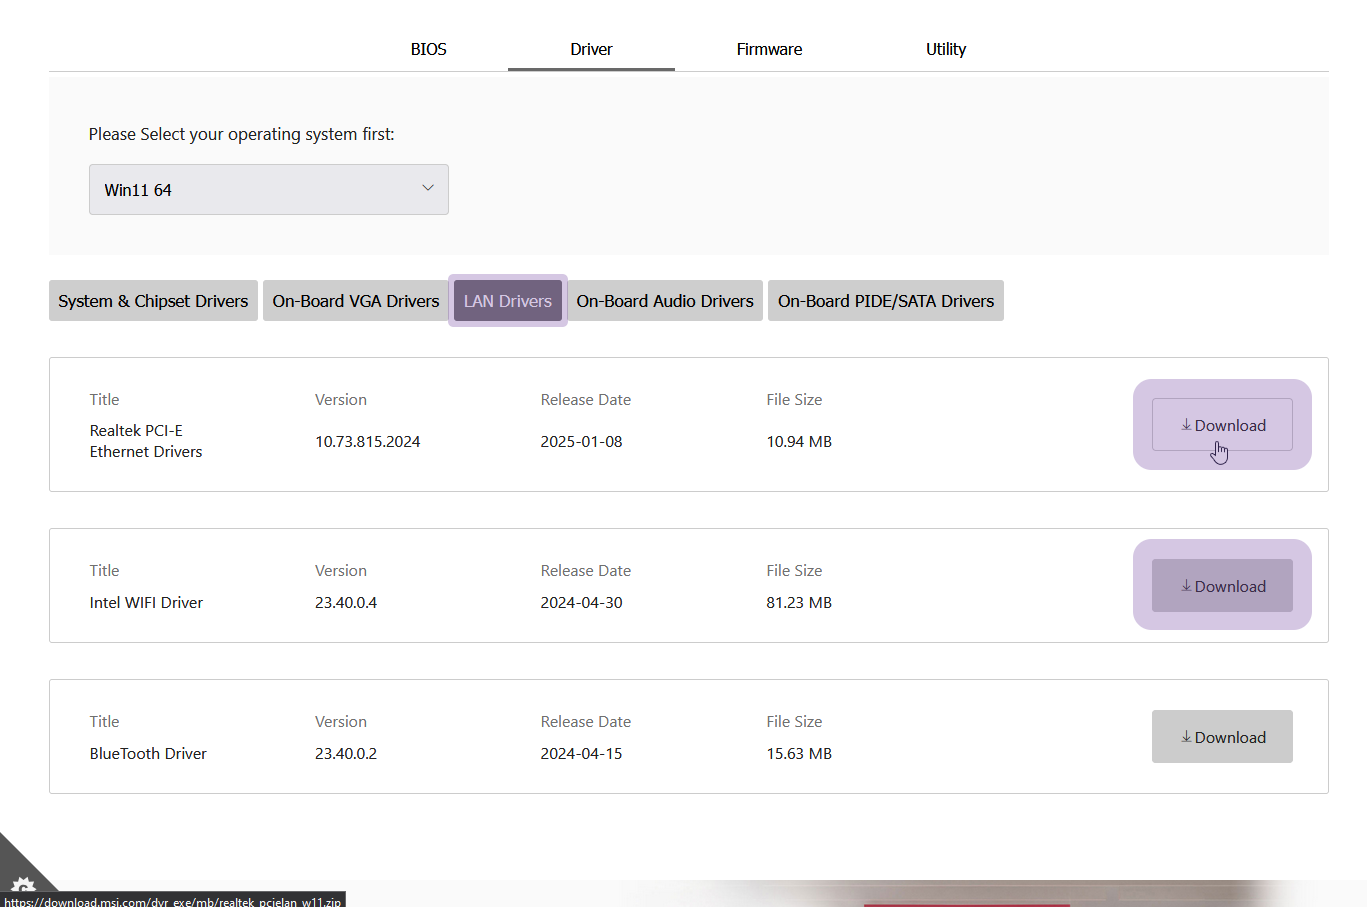 BIOS Driver Firmware Utility
Please Select your operating system first:
Win11 64
System & Chipset Drivers On-Board VGA Drivers LAN Drivers On-Board Audio Drivers On-Board PIDE/SATA Drivers
Title Version Release Date File Size
Realtek PCI-E
Ethernet Drivers
10.73.815.2024 2025-01-08 10.94 MB
Download
Title Version Release Date File Size
Intel WIFI Driver 23.40.0.4 2024-04-30 81.23 MB
Download
Title Version Release Date File Size
BlueTooth Driver 23.40.0.2 2024-04-15 15.63 MB
Download
https://download.msi.com/dvr_exe/mb/realtek_pcielan_w11.zip